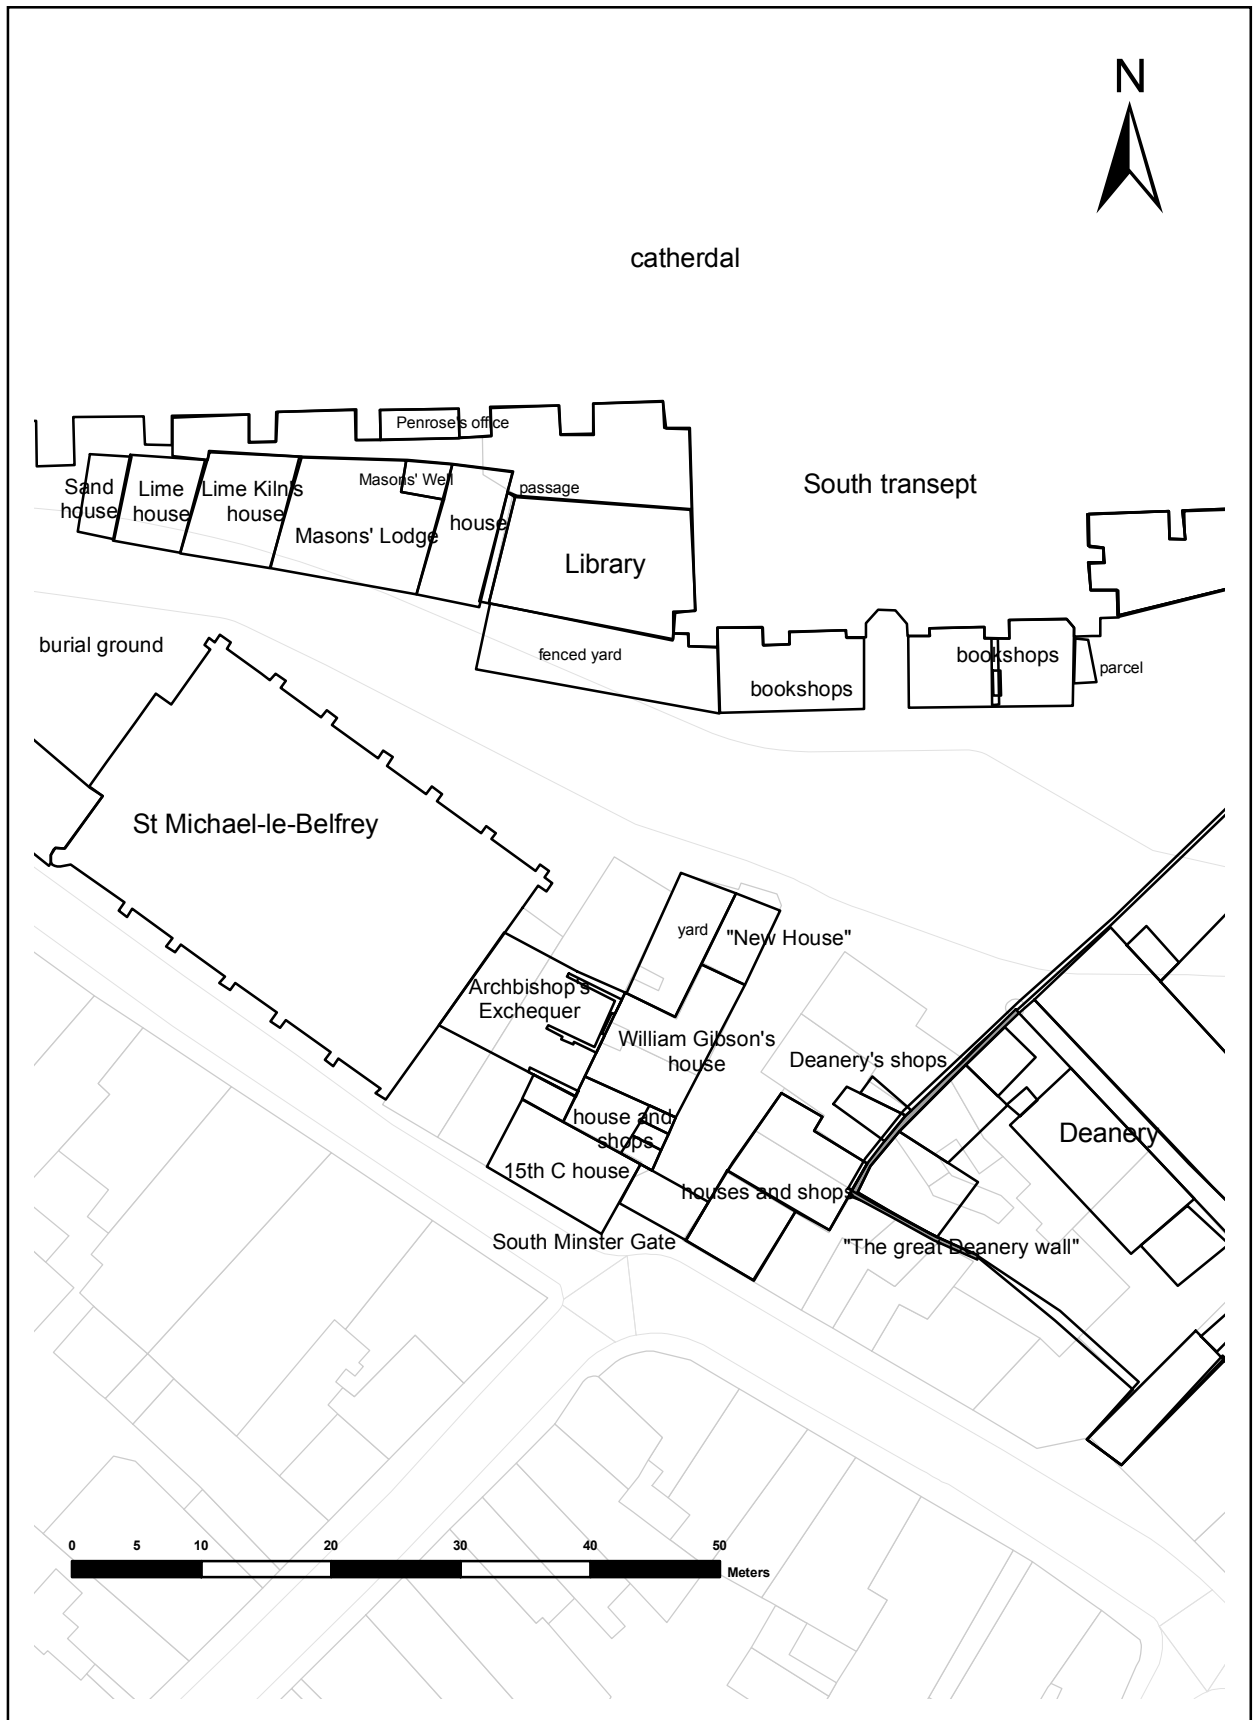 N
catherdal
Penrose's office
Masons' Well
passage
South transept
Sand
house
Lime
house
Lime Kiln's
house
Masons' Lodge
house
Library
burial ground
fenced yard
bookshops
bookshops
parcel
St Michael-le-Belfrey
yard
"New House"
Archbishop's
Exchequer
William Gibson's
house
Deanery's shops
house and
shops
Deanery
15th C house
houses and shops
South Minster Gate
"The great Deanery wall"
0 5 10 20 30 40 50
Meters